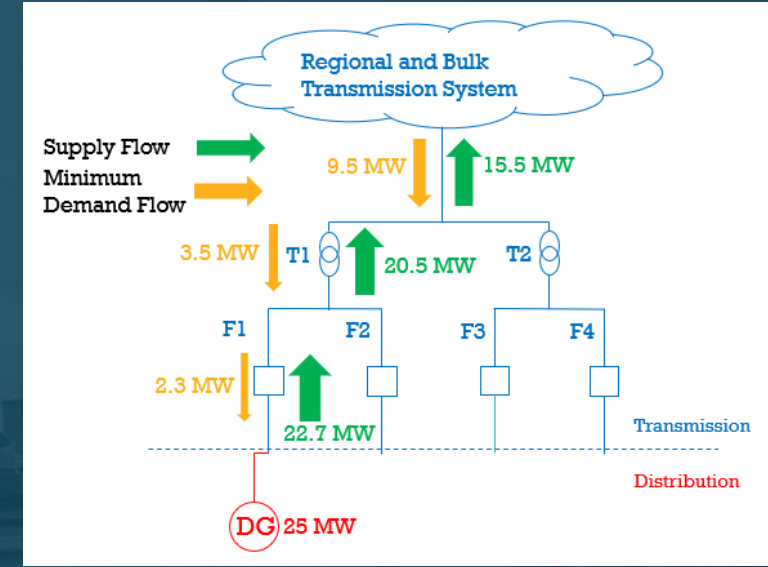 Regional and Bulk
Transmission System
Supply Flow
Minimum
Demand Flow
9.5 MW
15.5 MW
3.5 MW
T1
20.5 MW
T2
F1
F2
F3
F4
2.3 MW
22.7 MW
Transmission
Distribution
DG
25 MW